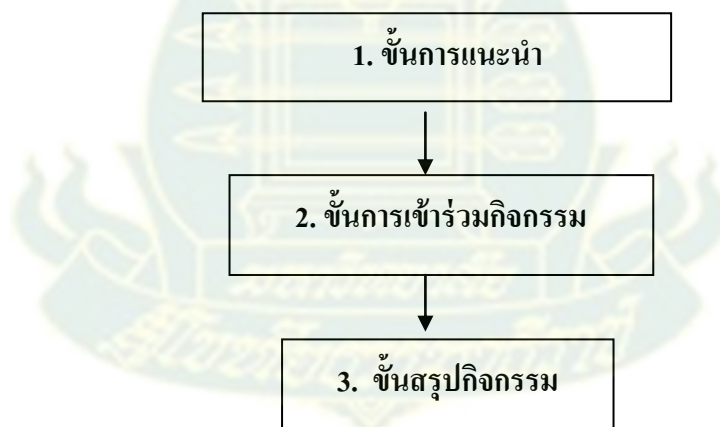 1. ขั้นการแนะนำ
2. ขั้นการเข้าร่วมกิจกรรม
3. ขั้นสรุปกิจกรรม